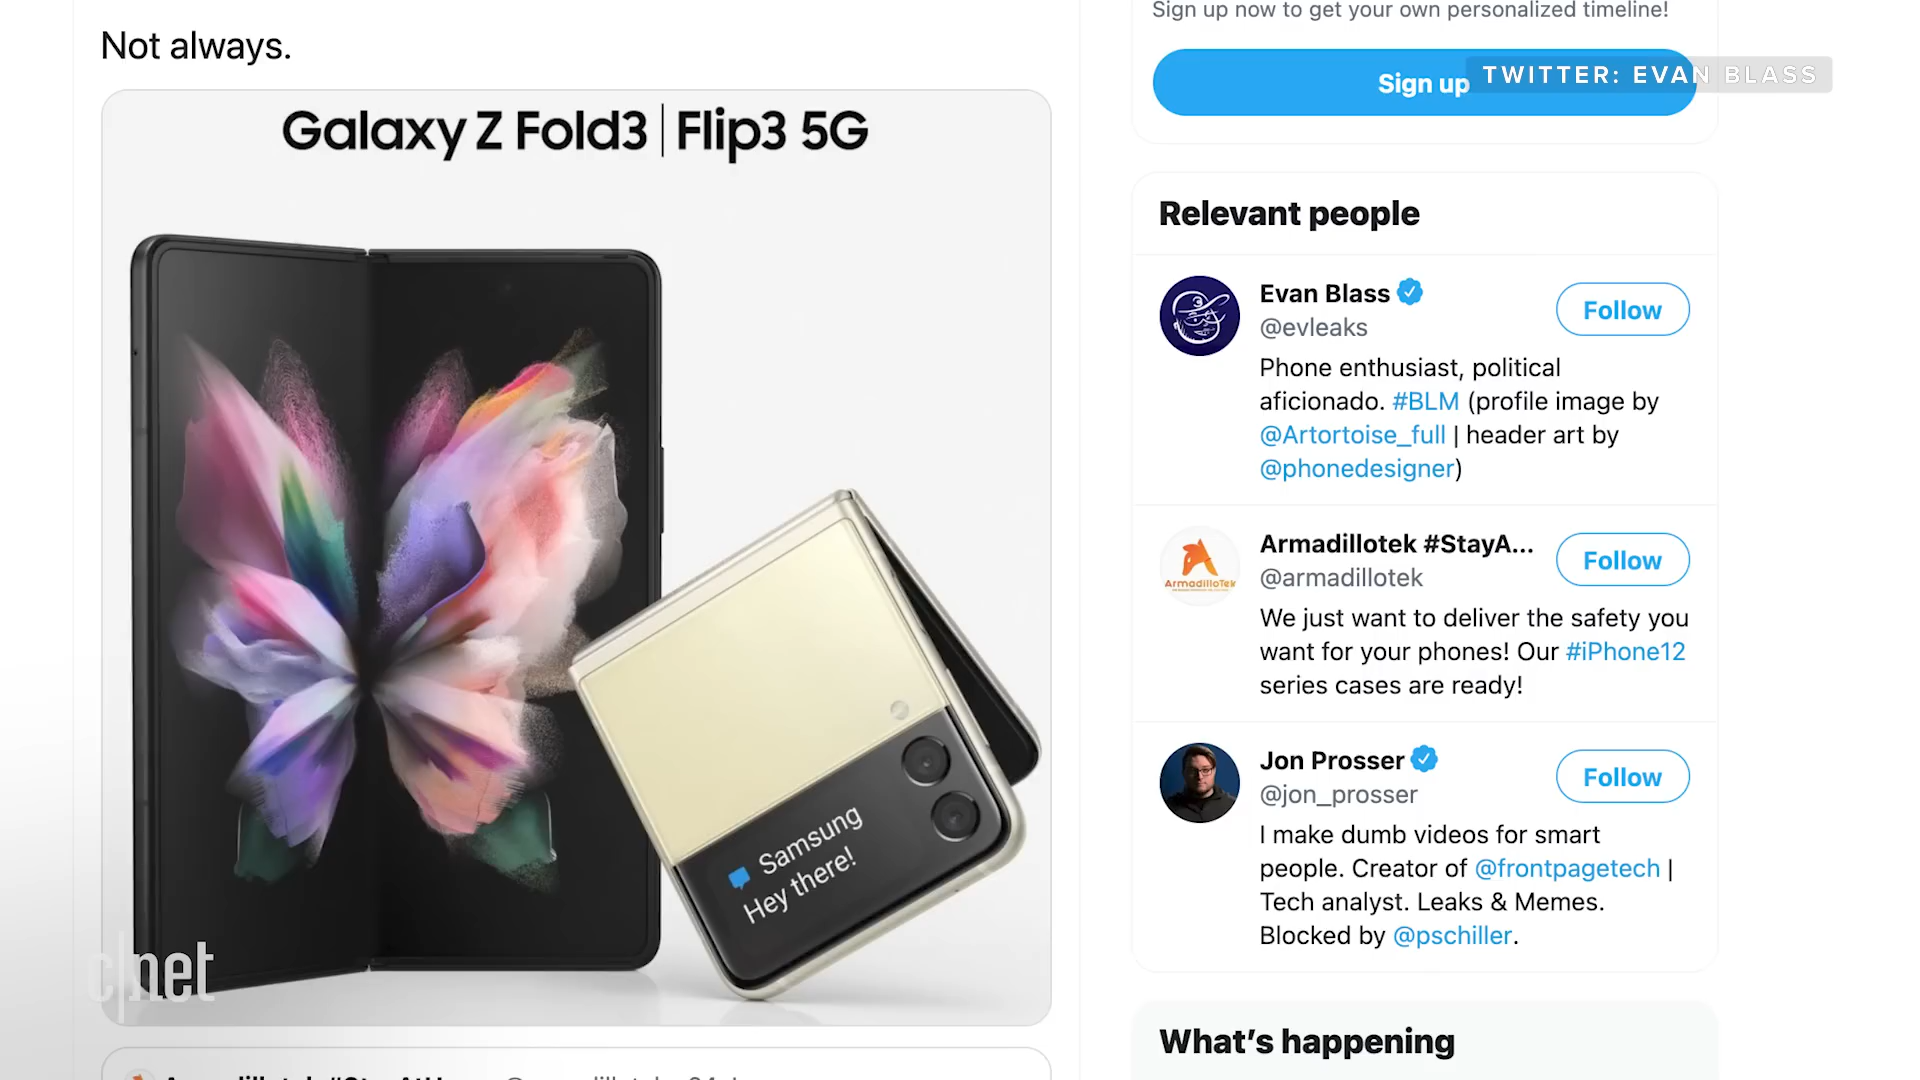 Not always.
Galaxy Z Fold3 | Flip3 5G
Samsung
Hey there!
c|net
Sign up now to get your own personalized timeline!
Sign up
TWITTER: EVAN BLASS
Relevant people
Evan Blass
@evleaks
Follow
Phone enthusiast, political
aficionado. #BLM (profile image by
@Artortoise_full | header art by
@phonedesigner)
ArmadilloTek
Armadillotek #StayA...
@armadillotek
Follow
We just want to deliver the safety you
want for your phones! Our #iPhone12
series cases are ready!
Jon Prosser
@jon_prosser
Follow
I make dumb videos for smart
people. Creator of @frontpagetech |
Tech analyst. Leaks & Memes.
Blocked by @pschiller.
What's happening